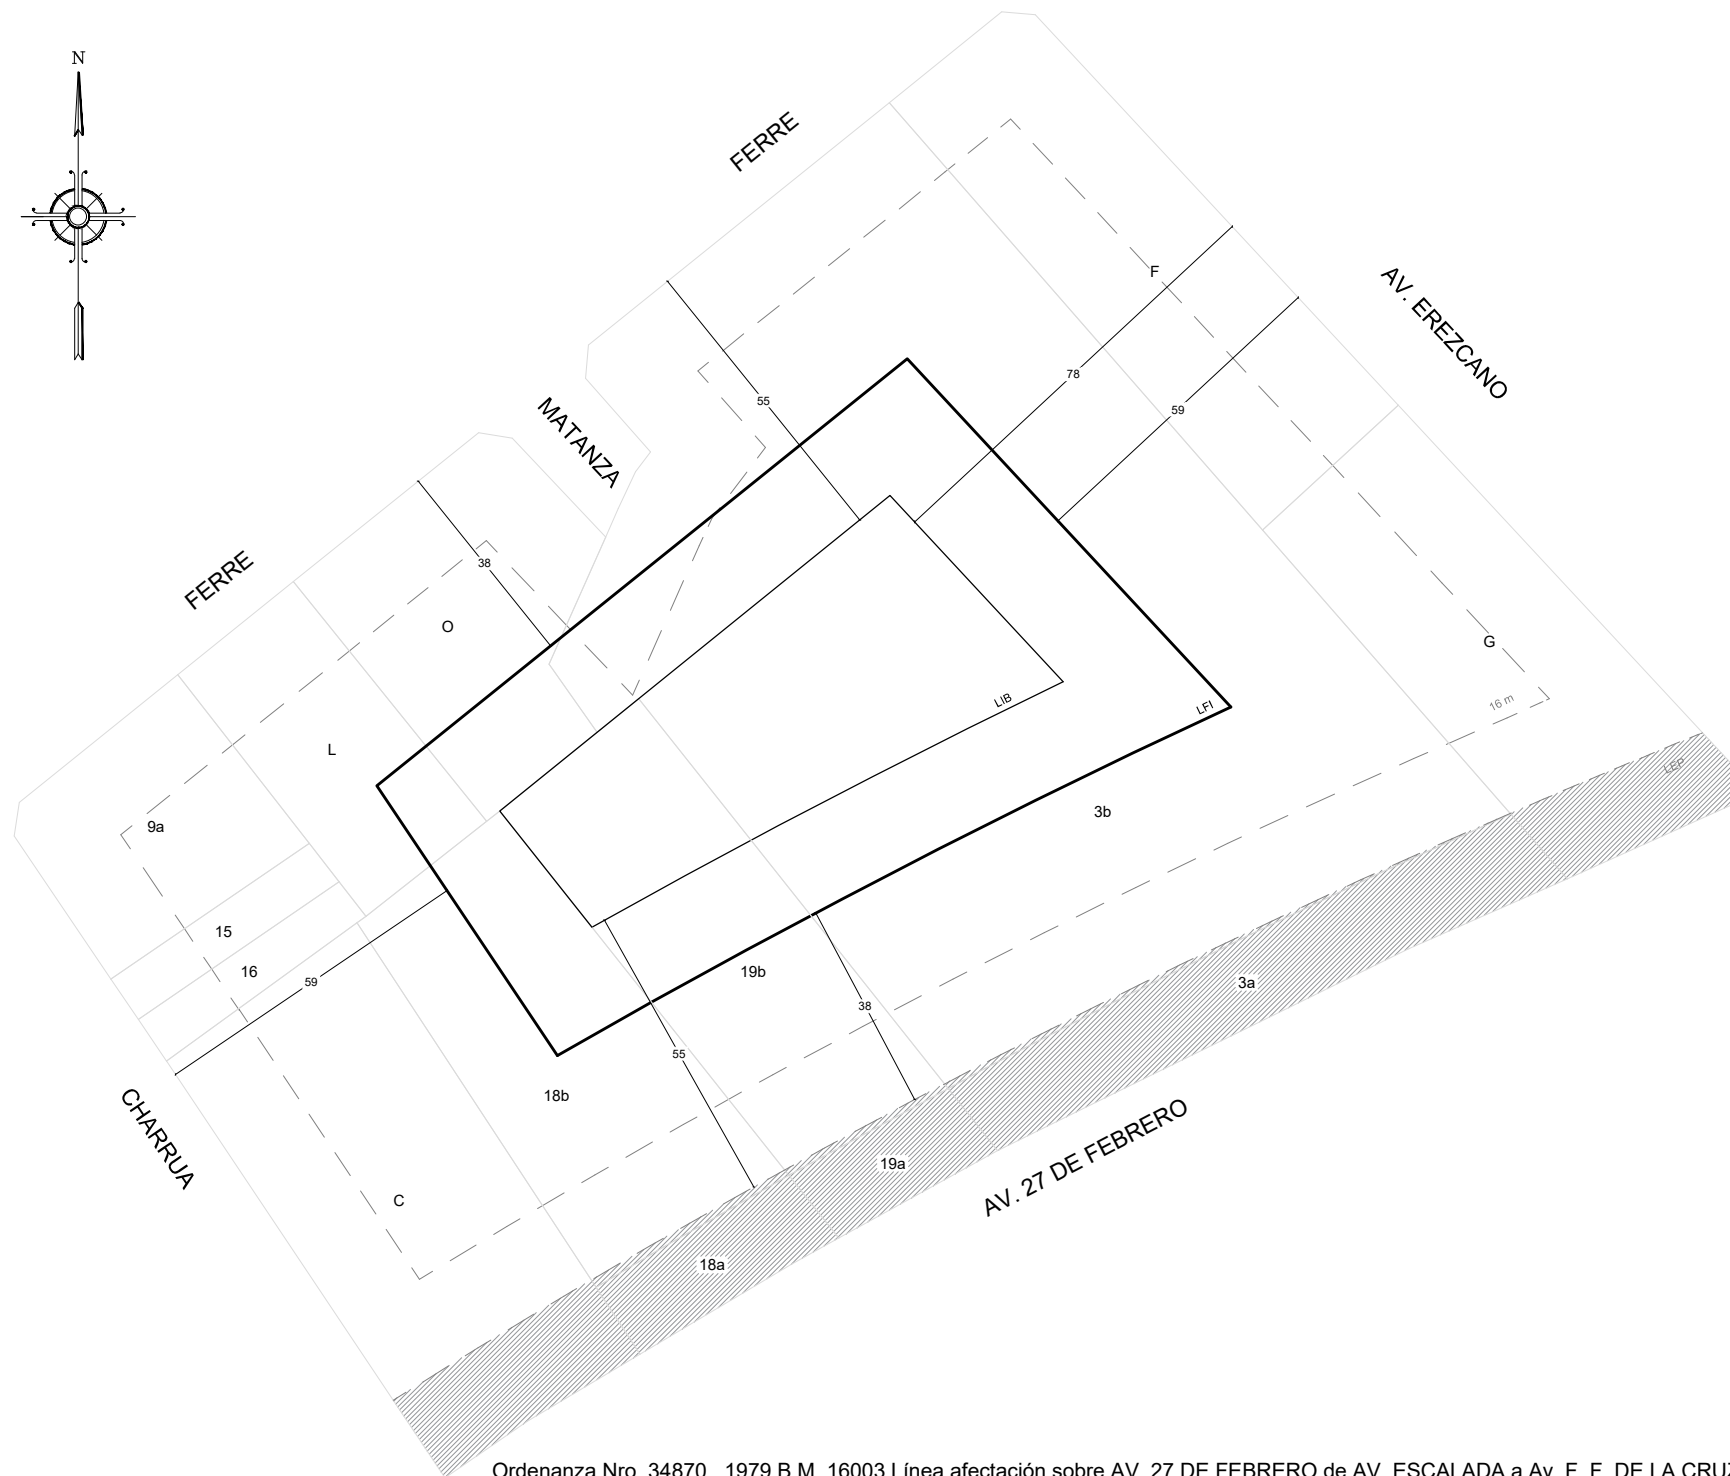 N
FERRE
F
AV. EREZCANO
78
55
59
MATANZA
38
FERRE
O
G
LIB
16 m
LFI
L
LEP
3b
9a
15
16
19b
59
3a
38
55
18b
CHARRUA
AV. 27 DE FEBRERO
19a
C
18a
Ordenanza Nro. 34870 1979 B.M. 16003 Línea afectación sobre AV. 27 DE FEBRERO de AV. ESCALADA a Av. F. F. DE LA CRUZ